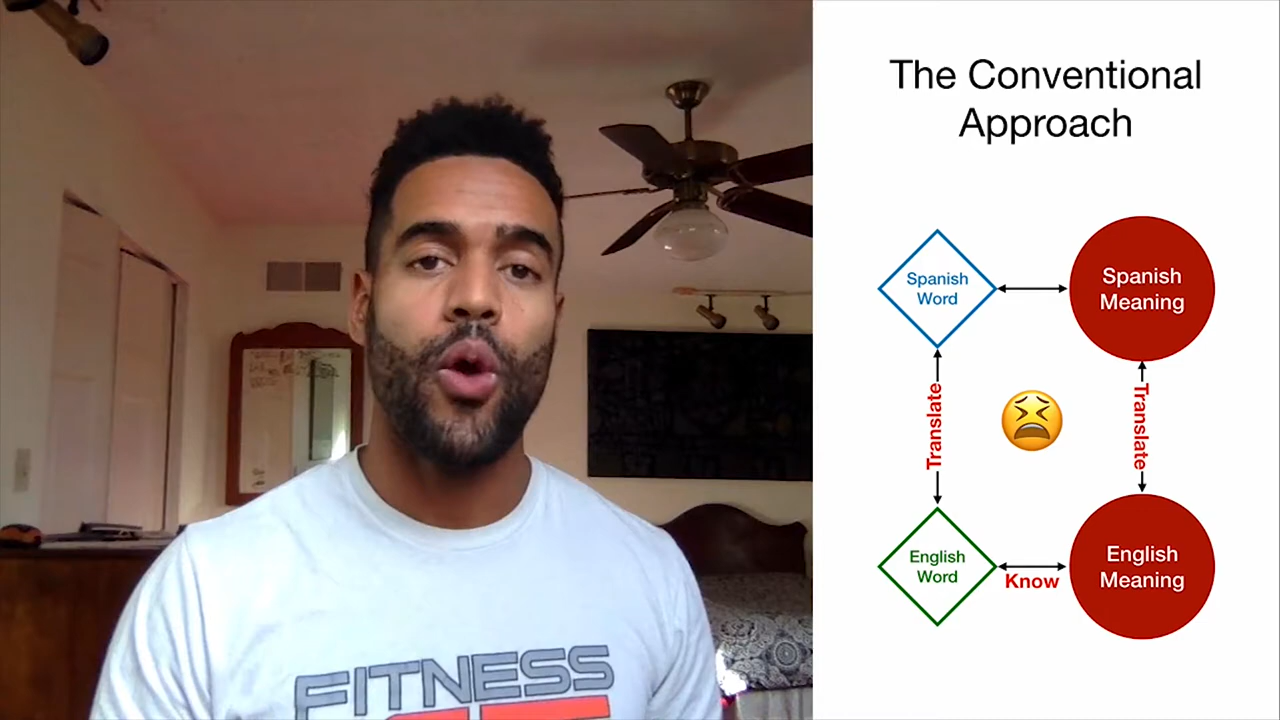 The Conventional
Approach
Spanish
Word
Spanish
Meaning
Translate
Translate
English
Word
Know
English
Meaning
FITNESS